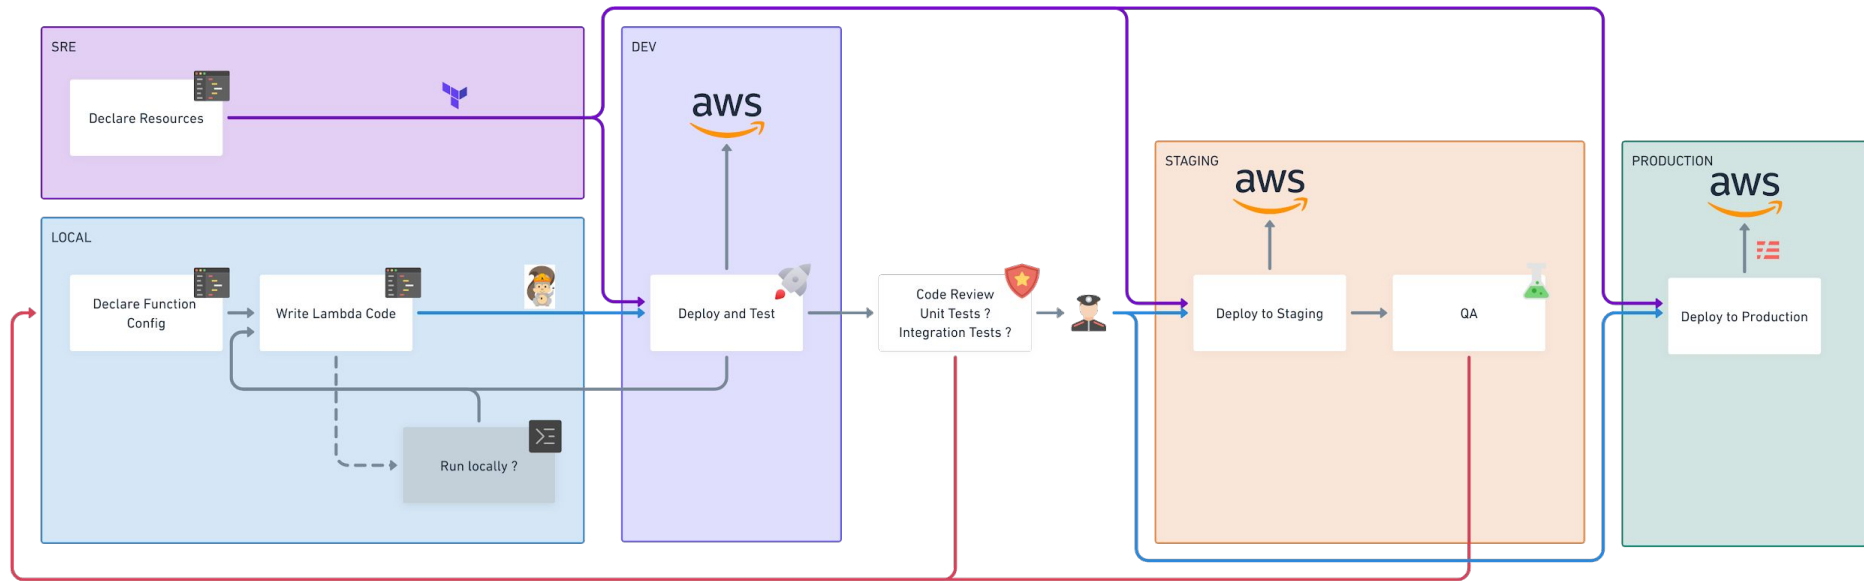 SRE
Declare Resources
DEV
aws
LOCAL
Declare Function
Config
Write Lambda Code
Run locally ?
Deploy and Test
Code Review
Unit Tests ?
Integration Tests ?
STAGING
aws
Deploy to Staging
QA
PRODUCTION
aws
Deploy to Production